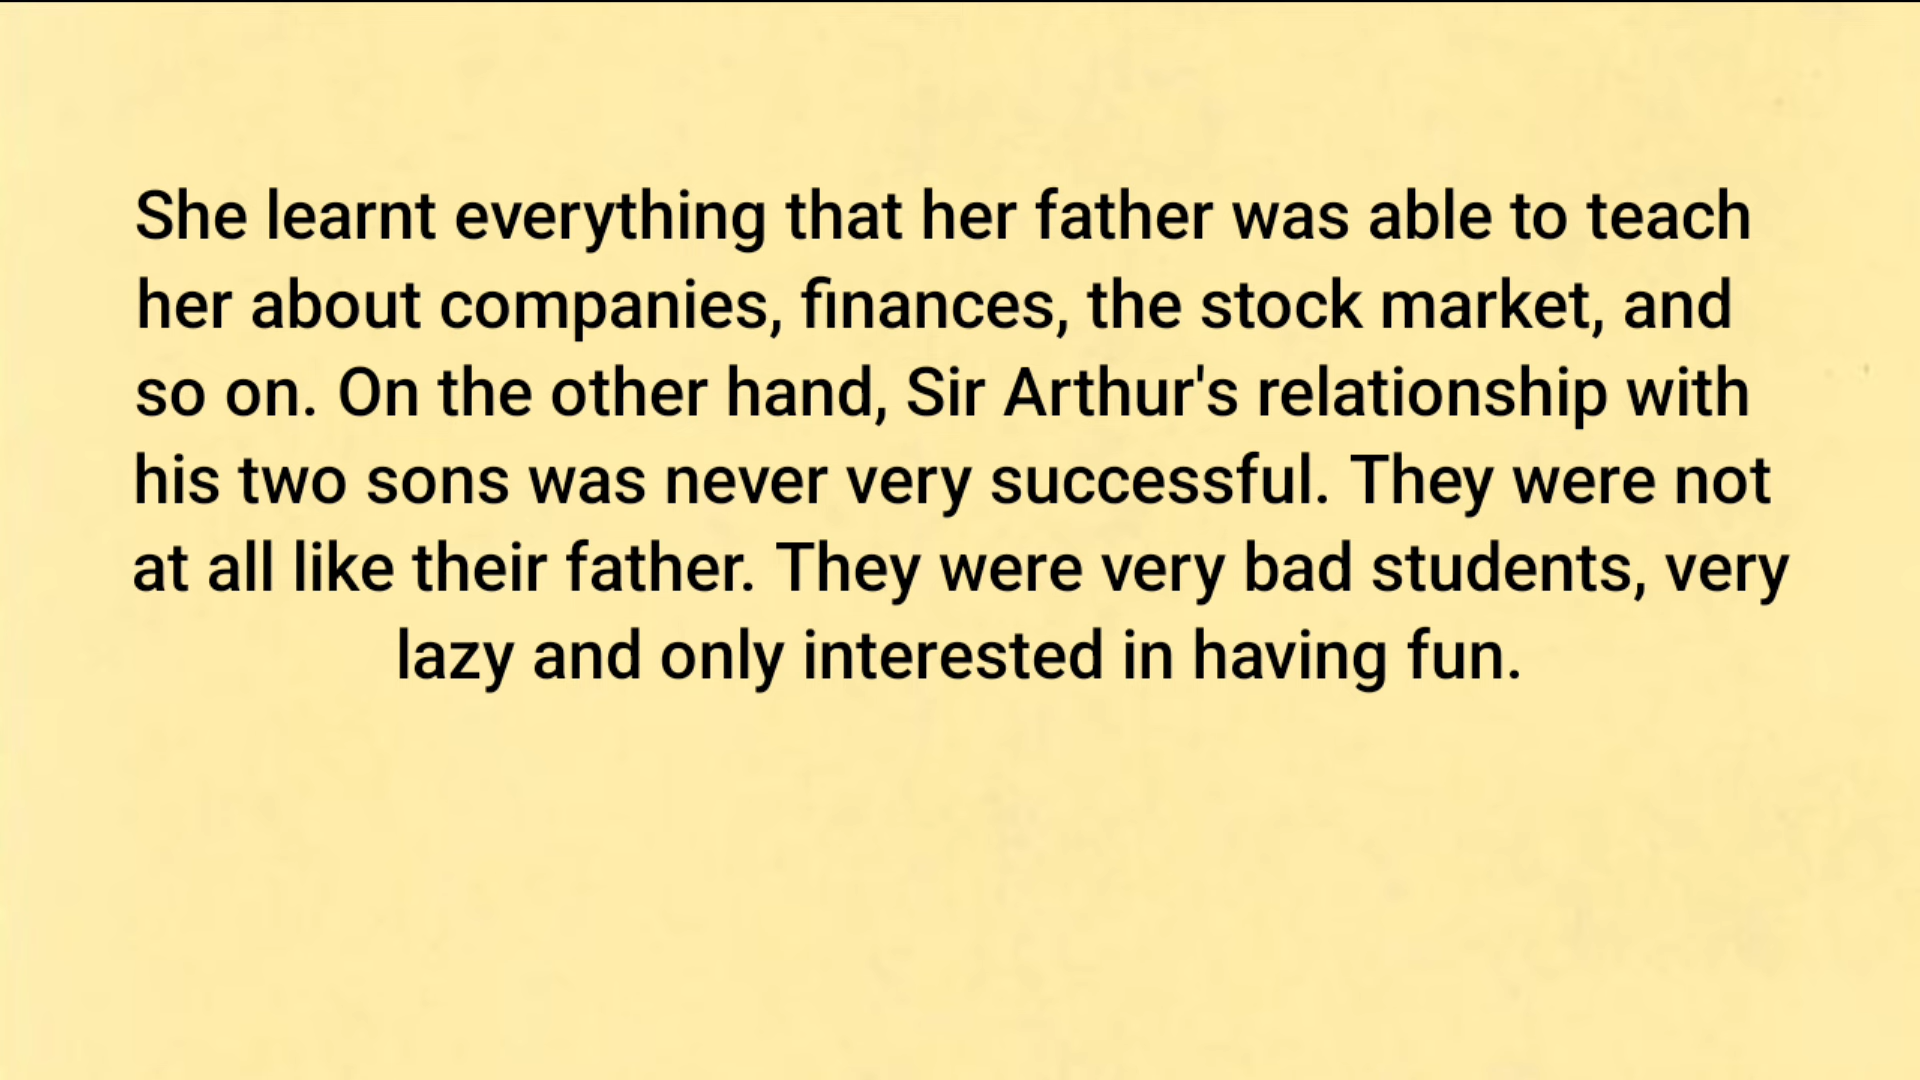 She learnt everything that her father was able to teach
her about companies, finances, the stock market, and
so on. On the other hand, Sir Arthur's relationship with
his two sons was never very successful. They were not
at all like their father. They were very bad students, very
lazy and only interested in having fun.